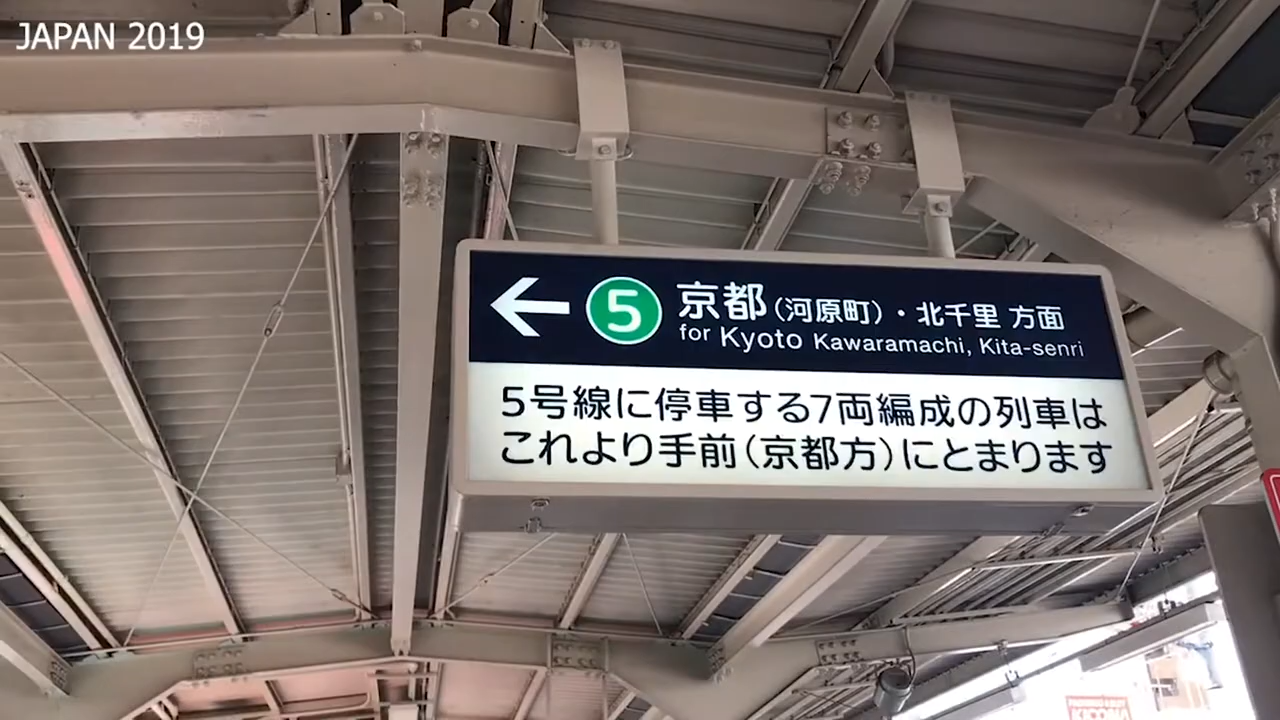 JAPAN 2019
← 5 京都(河原町)・北千里 方面
for Kyoto Kawaramachi, Kita-senri
5号線に停車する7両編成の列車は
これより手前(京都方)にとまります